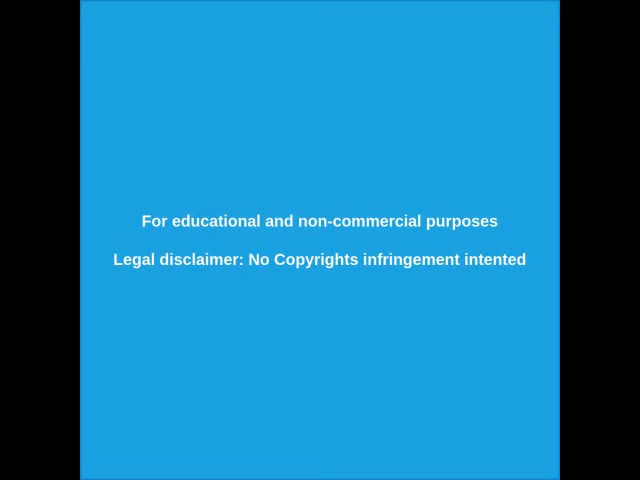 For educational and non-commercial purposes
Legal disclaimer: No Copyrights infringement intented